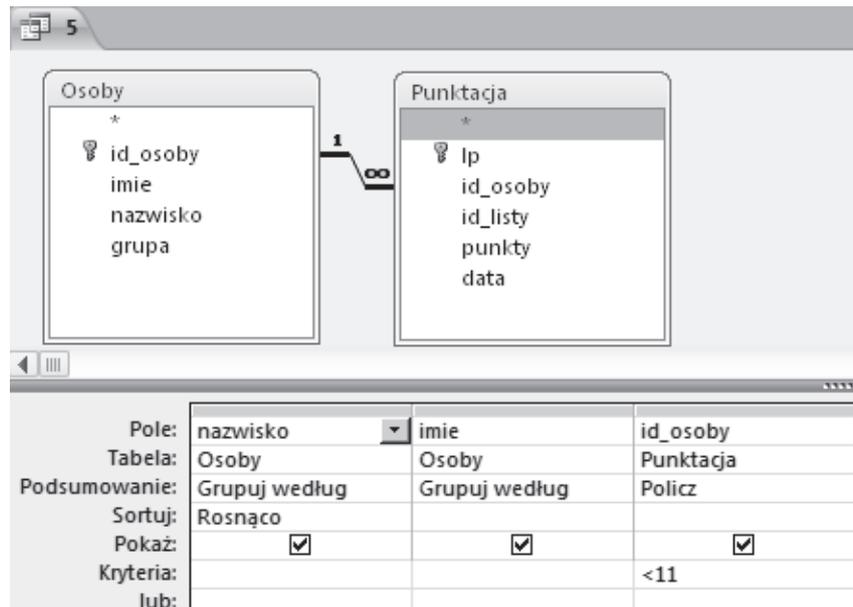 5
Osoby
*
id_osoby
imie
nazwisko
grupa
1
∞
Punktacja
*
lp
id_osoby
id_listy
punkty
data
Pole: nazwisko imie id_osoby
Tabela: Osoby Osoby Punktacja
Podsumowanie: Grupuj według Grupuj według Policz
Sortuj: Rosnąco
Pokaż:
Kryteria: <11
lub: